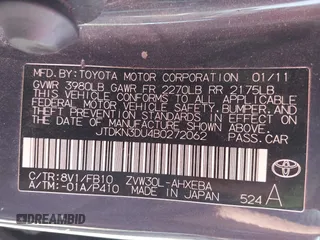 MFD.BY:TOYOTA MOTOR CORPORATION 01/11
GVWR 3980LB GAWR FR 2270LB RR 2175LB
THIS VEHICLE CONFORMS TO ALL APPLICABLE
FEDERAL MOTOR VEHICLE SAFETY, BUMPER, AND
THEFT PREVENTION STANDARDS IN EFFECT ON
THE DATE OF MANUFACTURE SHOWN ABOVE.
JTDKN3DU4B0272062 PASS.CAR
C/TR:8V1/FB10 ZVW30L-AHXEBA
A/TM:-01A/P410 MADE IN JAPAN 524 A
TOYOTA
DREAMBID